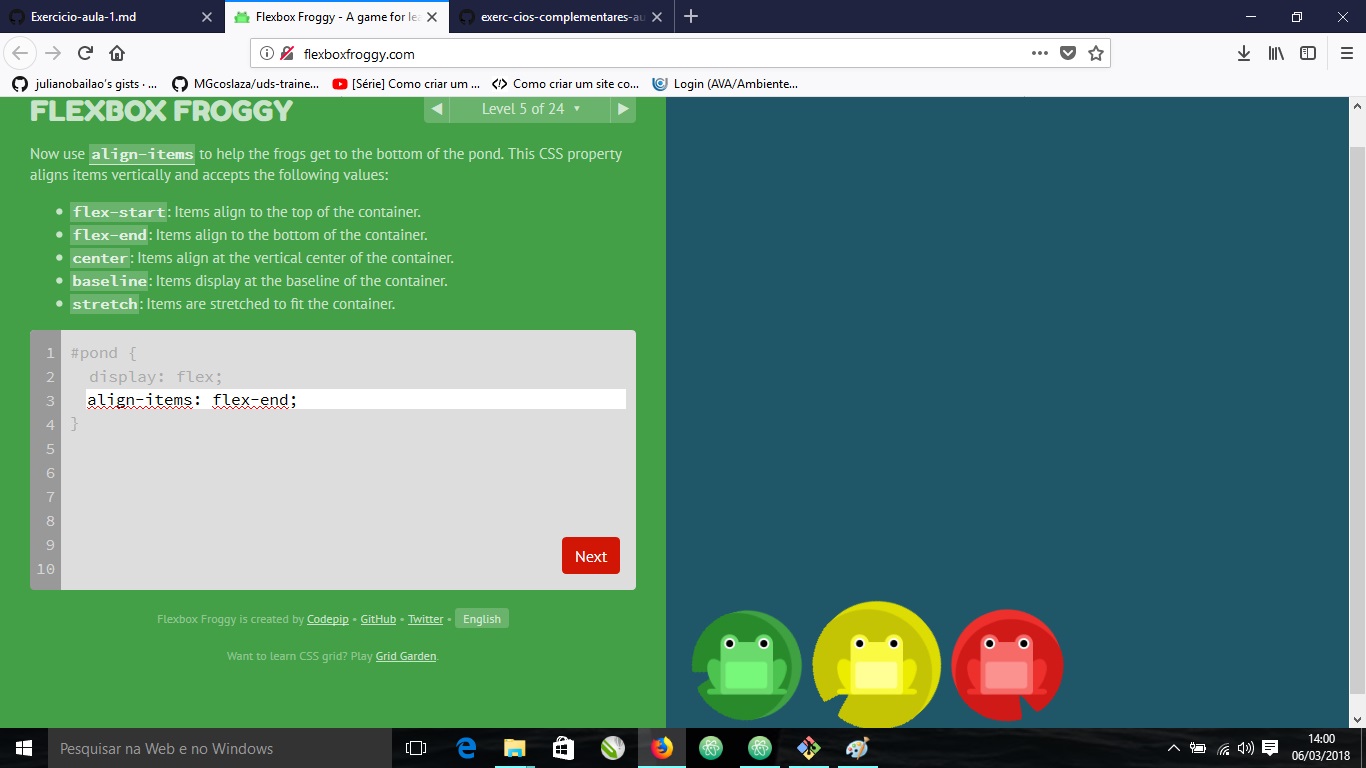 Exercicio-aula-1.md
Flexbox Froggy - A game for lea
exerc-cios-complementares-au
flexboxfroggy.com
julianobailao's gists · ...
MGcoslaza/uds-traine...
[Série] Como criar um ...
Como criar um site co...
Login (AVA/Ambiente...
FLEXBOX FROGGY
◀ Level 5 of 24 ▾ ▶
Now use align-items to help the frogs get to the bottom of the pond. This CSS property
aligns items vertically and accepts the following values:
• flex-start: Items align to the top of the container.
• flex-end: Items align to the bottom of the container.
• center: Items align at the vertical center of the container.
• baseline: Items display at the baseline of the container.
• stretch: Items are stretched to fit the container.
1 #pond {
2 display: flex;
3 align-items: flex-end;
4 }
5
6
7
8
9
10
Next
Flexbox Froggy is created by Codepip • GitHub • Twitter • English
Want to learn CSS grid? Play Grid Garden.
Pesquisar na Web e no Windows
14:00
06/03/2018